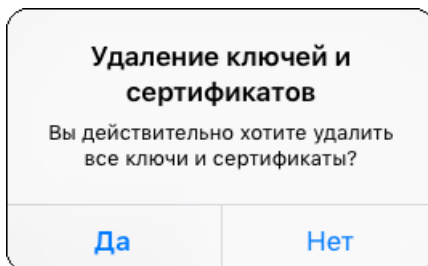 Удаление ключей и
сертификатов
Вы действительно хотите удалить
все ключи и сертификаты?
Да
Нет